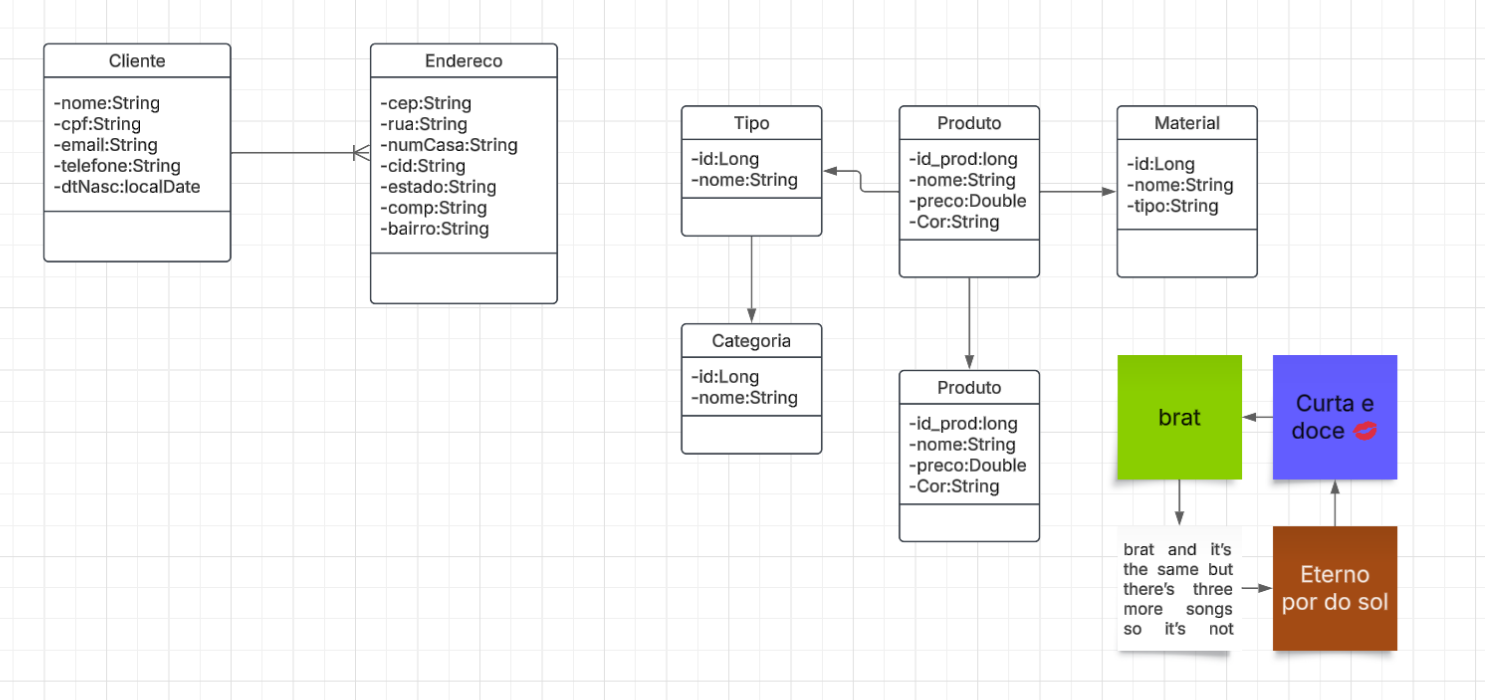 Cliente
-nome:String
-cpf:String
-email:String
-telefone:String
-dtNasc:localDate
Endereco
-cep:String
-rua:String
-numCasa:String
-cid:String
-estado:String
-comp:String
-bairro:String
Tipo
-id:Long
-nome:String
Produto
-id_prod:long
-nome:String
-preco:Double
-Cor:String
Material
-id:Long
-nome:String
-tipo:String
Categoria
-id:Long
-nome:String
Produto
-id_prod:long
-nome:String
-preco:Double
-Cor:String
brat
Curta e
doce 💋
brat and it's
the same but
there's three
more songs
so it's not
Eterno
por do sol